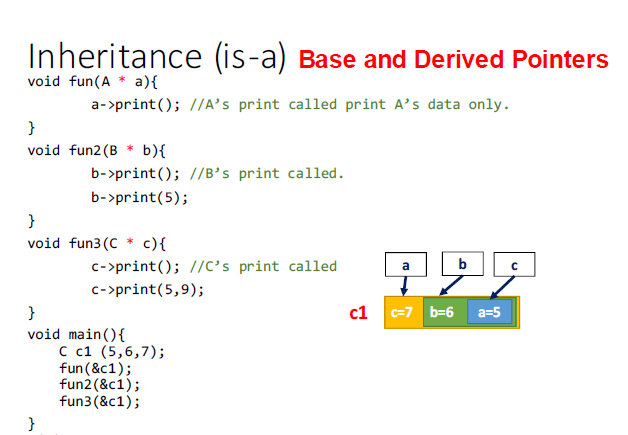 Inheritance (is-a) Base and Derived Pointers
void fun(A * a){
a->print(); //A’s print called print A’s data only.
}
void fun2(B * b){
b->print(); //B’s print called.
b->print(5);
}
void fun3(C * c){
c->print(); //C’s print called
c->print(5,9);
}
void main(){
C c1 (5,6,7);
fun(&c1);
fun2(&c1);
fun3(&c1);
}
a b c
c1 c=7 b=6 a=5